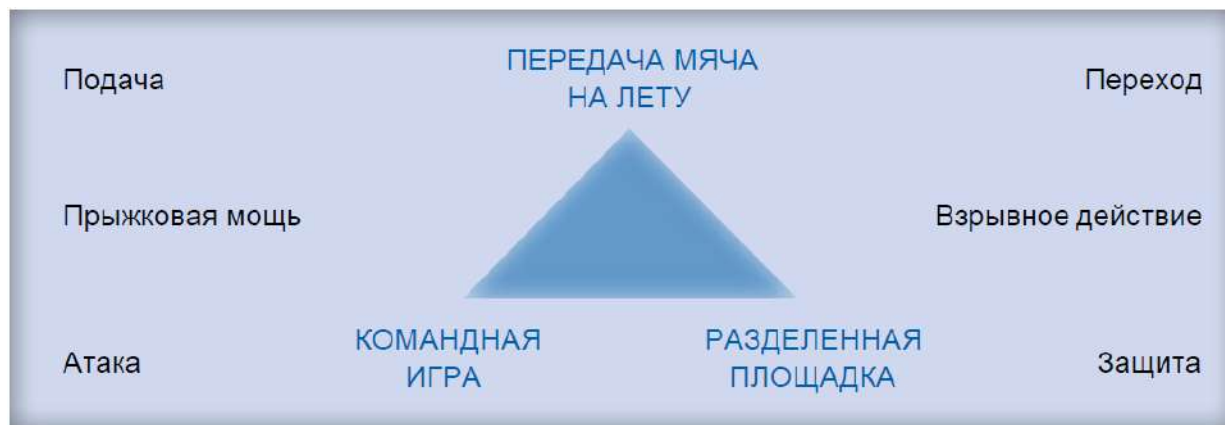 Подача
ПЕРЕДАЧА МЯЧА
НА ЛЕТУ
Переход
Прыжковая мощь
Взрывное действие
Атака
КОМАНДНАЯ
ИГРА
РАЗДЕЛЕННАЯ
ПЛОЩАДКА
Защита